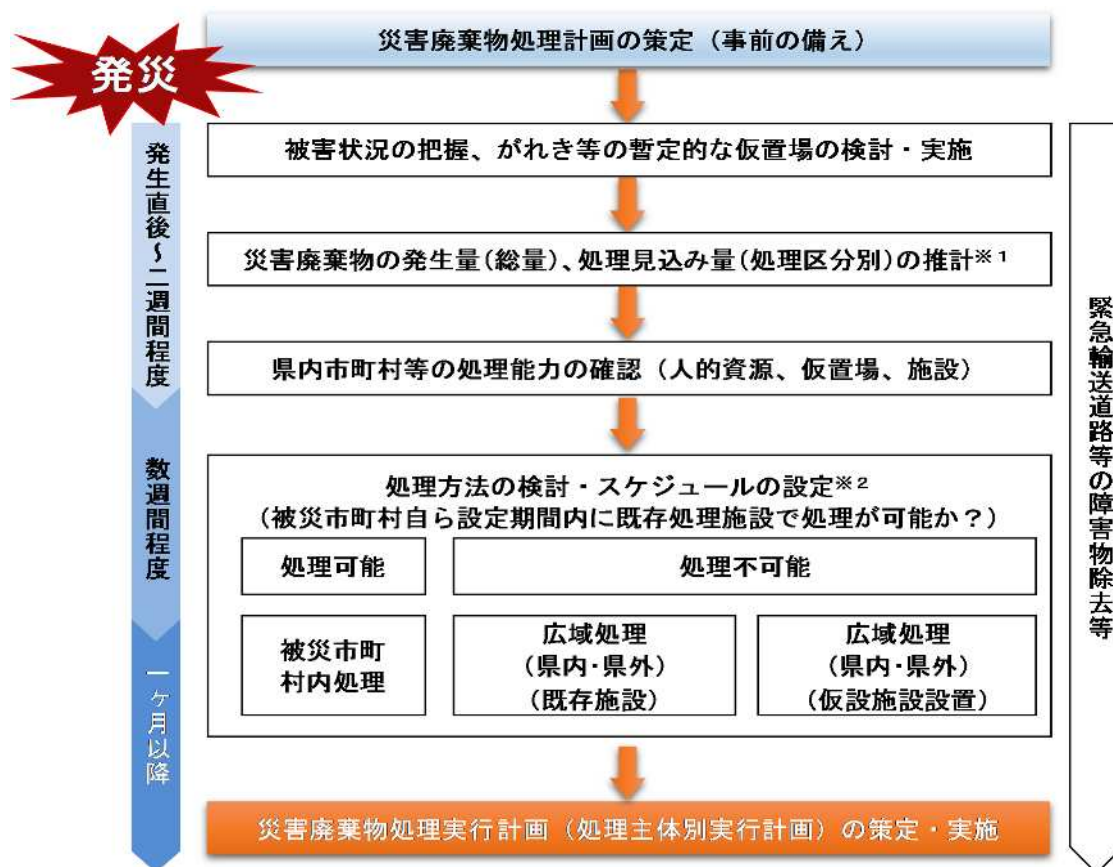 災害廃棄物処理計画の策定（事前の備え）
発災
発生直後～二週間程度
数週間程度
一ヶ月以降
被害状況の把握、がれき等の暫定的な仮置場の検討・実施
災害廃棄物の発生量(総量)、処理見込み量(処理区分別)の推計※1
県内市町村等の処理能力の確認（人的資源、仮置場、施設）
処理方法の検討・スケジュールの設定※2
（被災市町村自ら設定期間内に既存処理施設で処理が可能か？）
処理可能
処理不可能
被災市町
村内処理
広域処理
（県内・県外）
（既存施設）
広域処理
（県内・県外）
（仮設施設設置）
災害廃棄物処理実行計画（処理主体別実行計画）の策定・実施
緊急輸送道路等の障害物除去等